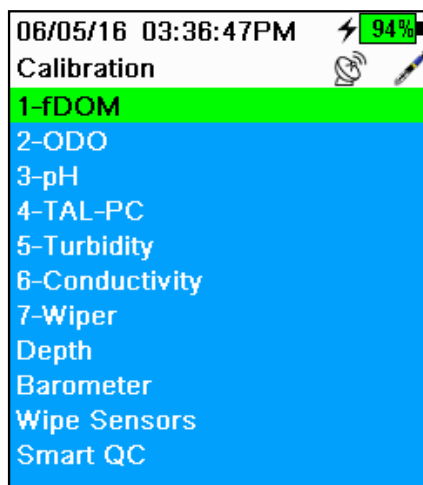 06/05/16 03:36:47PM 94%
Calibration
1-fDOM
2-ODO
3-pH
4-TAL-PC
5-Turbidity
6-Conductivity
7-Wiper
Depth
Barometer
Wipe Sensors
Smart QC